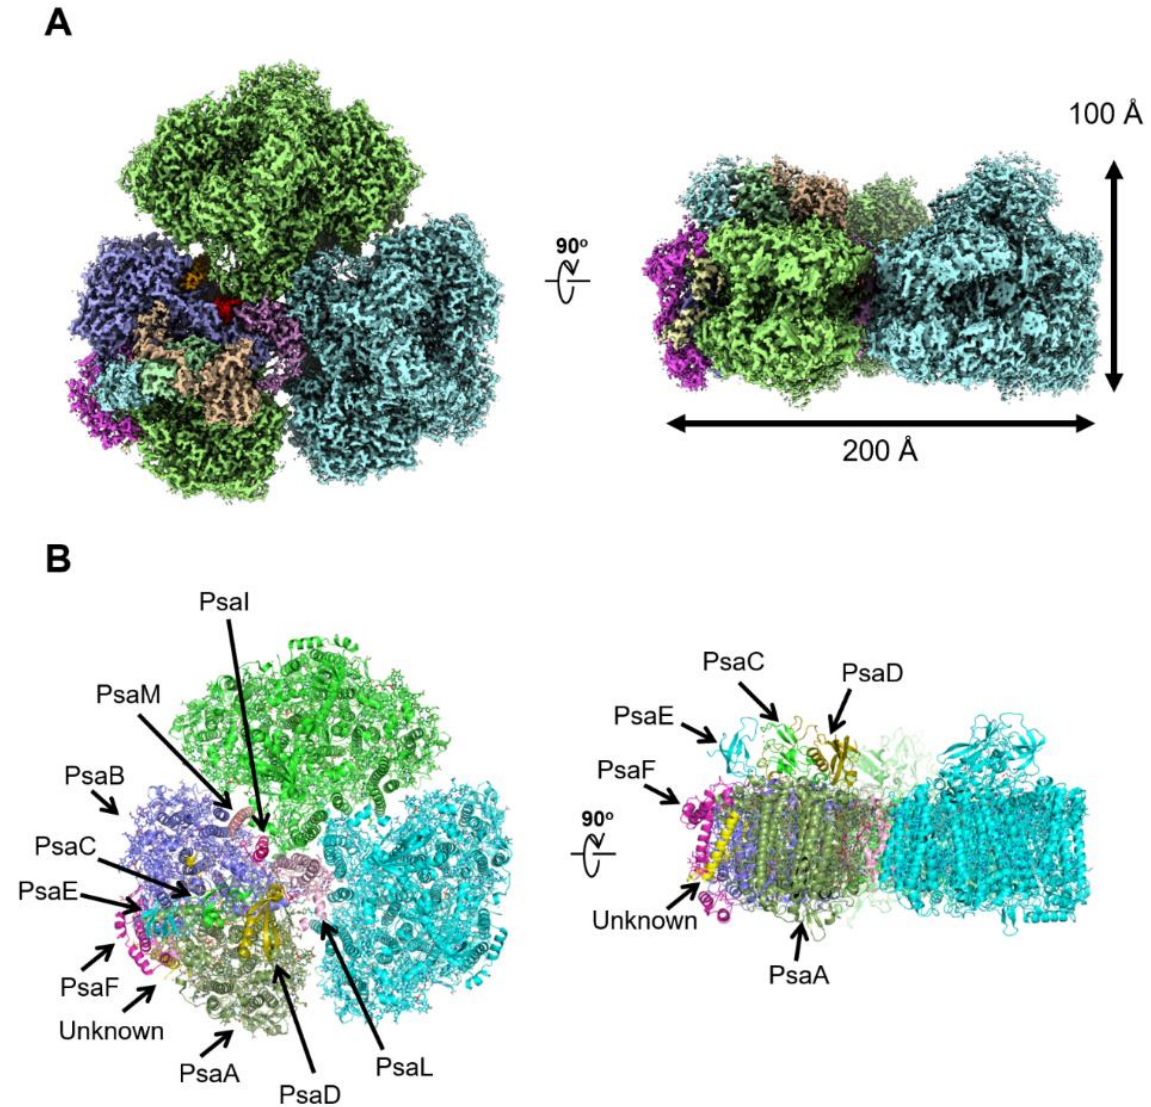 A
100 Å
90°
200 Å
B
PsaI
PsaM
PsaB
PsaC
PsaE
PsaF
Unknown
PsaA
PsaD
PsaL
90°
PsaC
PsaD
PsaE
PsaF
Unknown
PsaA